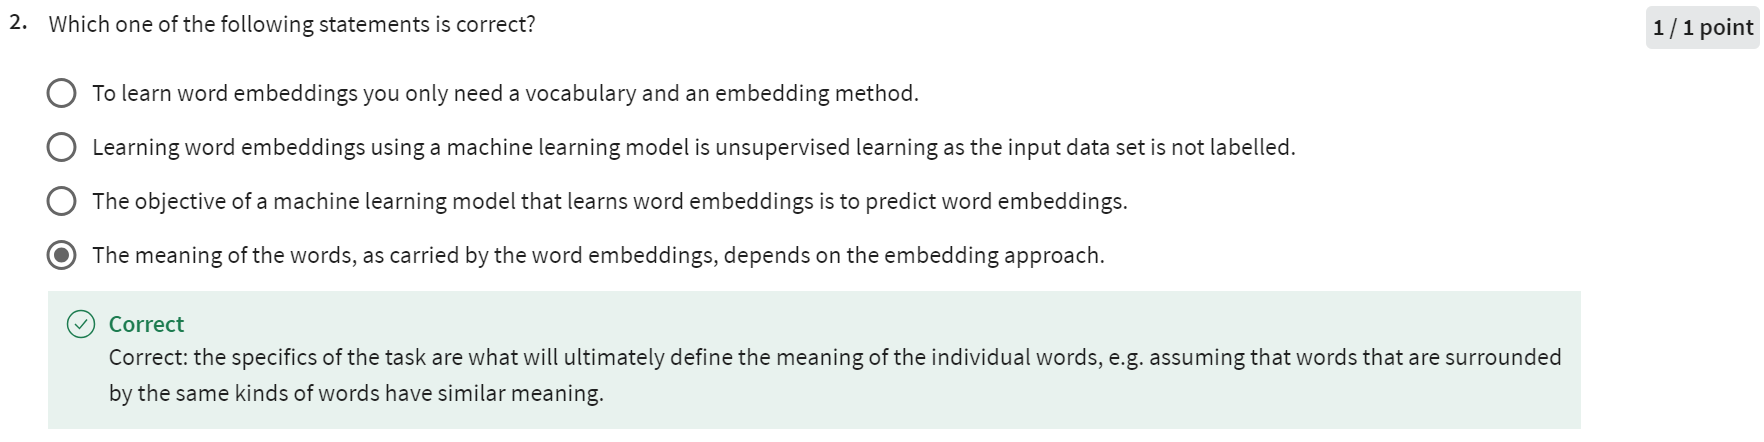 2. Which one of the following statements is correct?
1 / 1 point
To learn word embeddings you only need a vocabulary and an embedding method.
Learning word embeddings using a machine learning model is unsupervised learning as the input data set is not labelled.
The objective of a machine learning model that learns word embeddings is to predict word embeddings.
The meaning of the words, as carried by the word embeddings, depends on the embedding approach.
Correct
Correct: the specifics of the task are what will ultimately define the meaning of the individual words, e.g. assuming that words that are surrounded
by the same kinds of words have similar meaning.